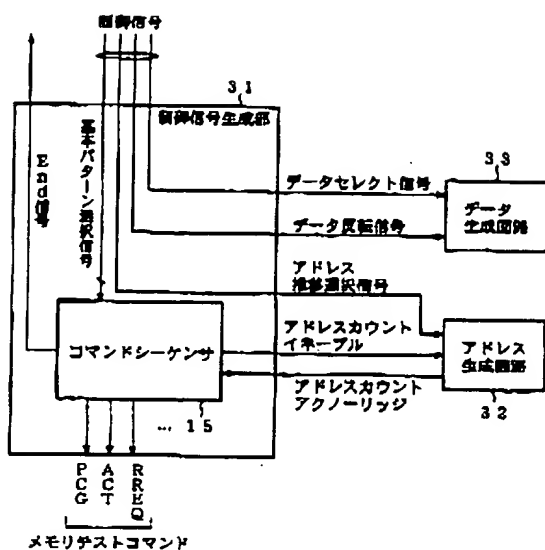 制御信号
31
制御信号生成部
End信号
基本パターン選択信号
データセレクト信号
33
データ
生成回路
データ反転信号
アドレス
推移選択信号
コマンドシーケンサ
アドレスカウント
イネーブル
アドレス
生成回路
アドレスカウント
アクノーリッジ
32
... 15
PCG
ACT
RREQ
メモリテストコマンド